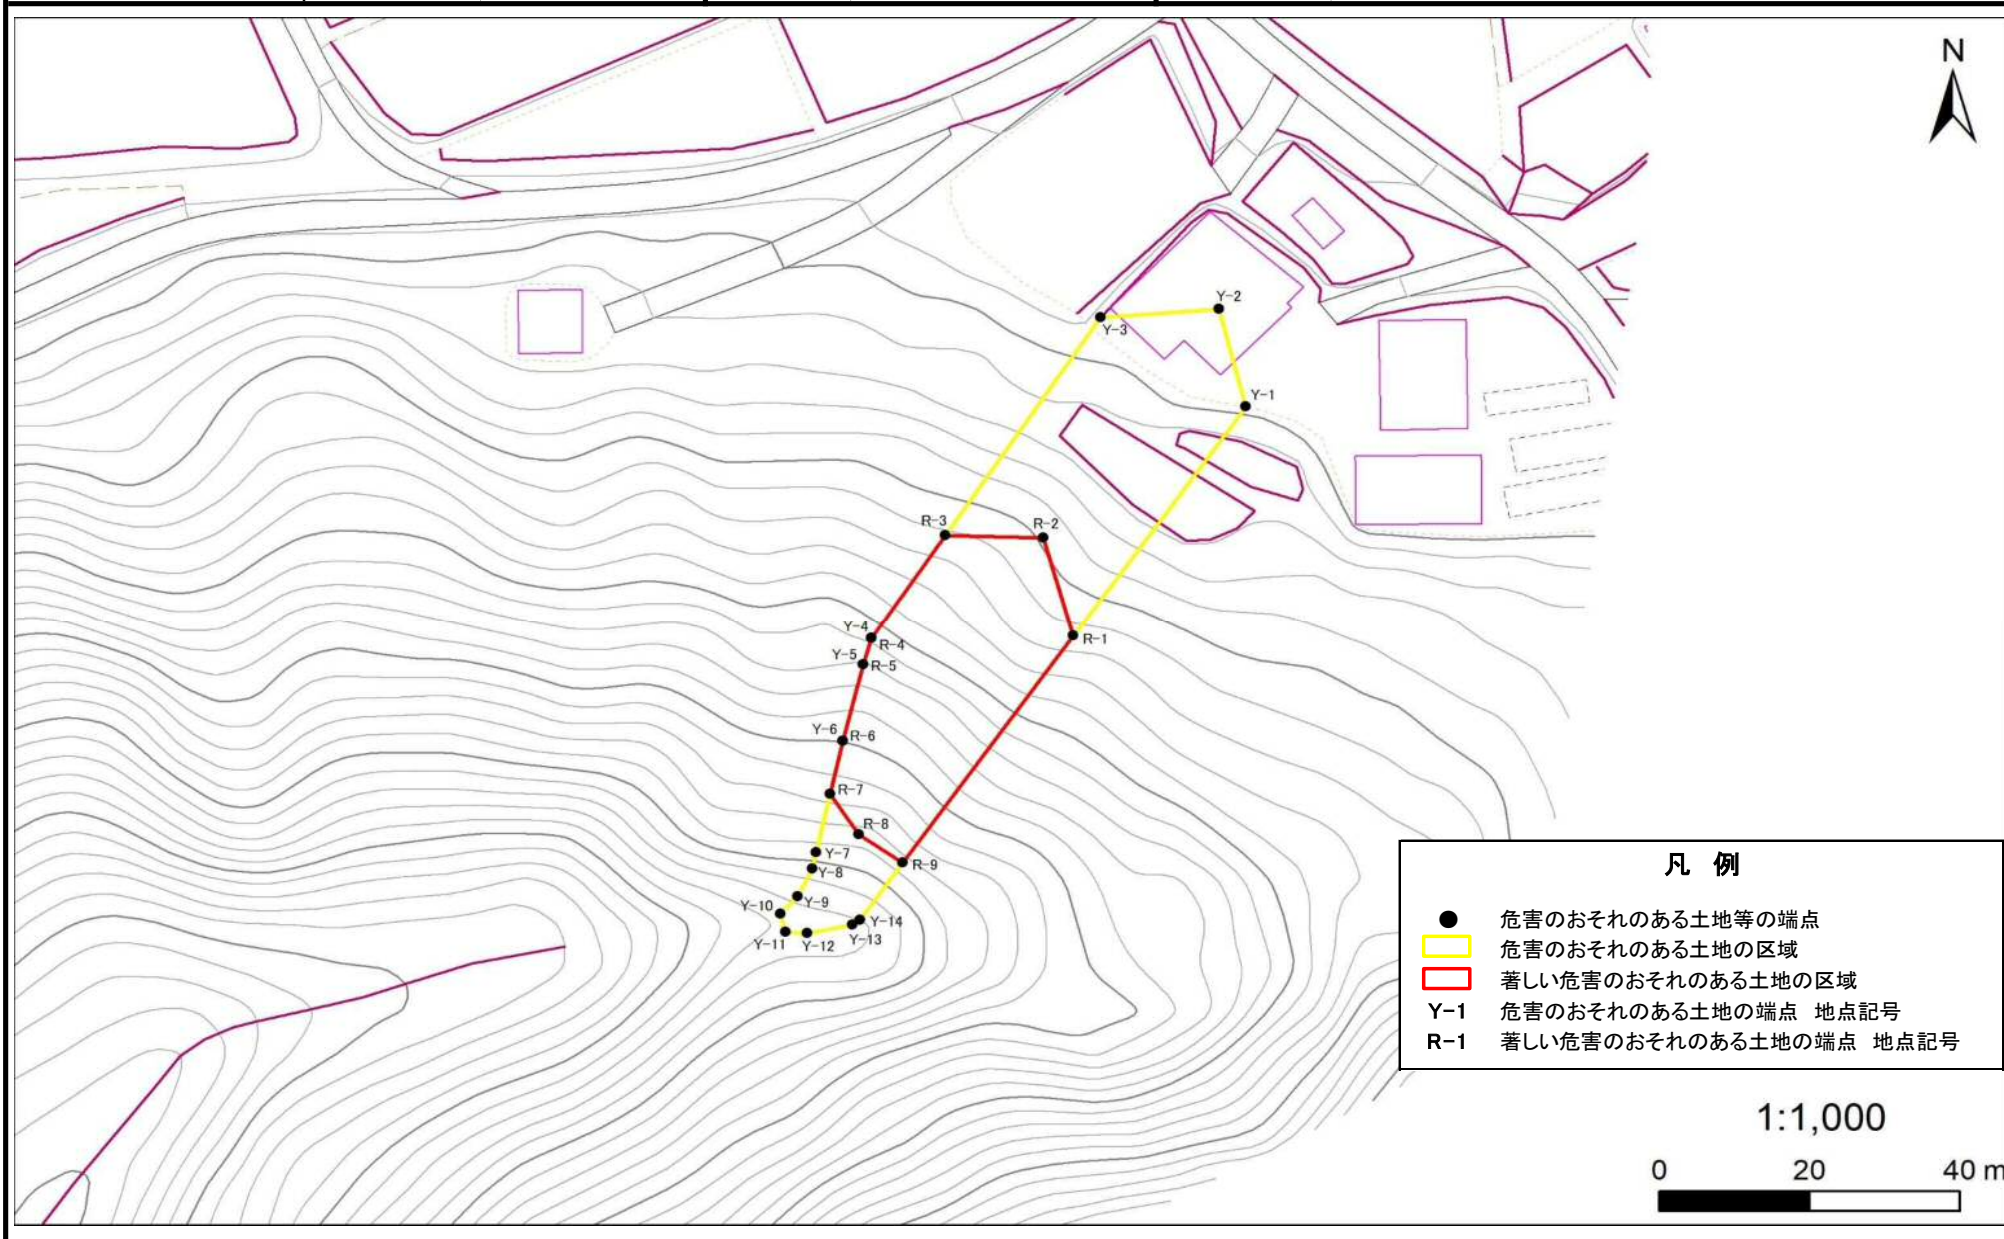 N
Y-2
Y-3
Y-1
R-3
R-2
Y-4
R-4
R-1
Y-5
R-5
Y-6
R-6
R-7
R-8
Y-7
R-9
Y-8
Y-9
Y-10
Y-14
Y-11
Y-12
Y-13
凡 例
危害のおそれのある土地等の端点
危害のおそれのある土地の区域
著しい危害のおそれのある土地の区域
Y-1 危害のおそれのある土地の端点 地点記号
R-1 著しい危害のおそれのある土地の端点 地点記号
1:1,000
0 20 40 m